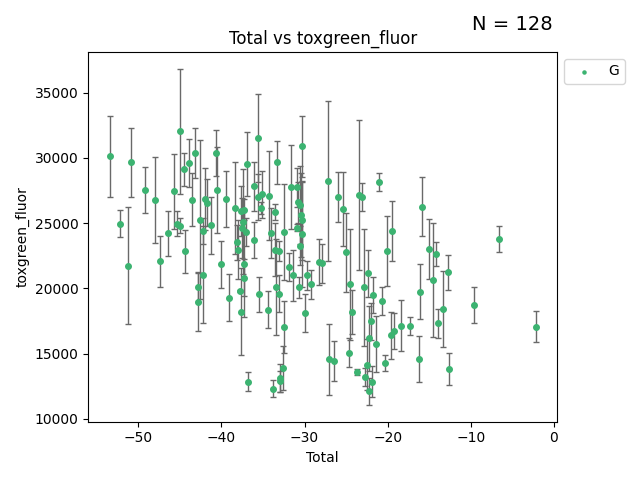 N = 128
Total vs toxgreen_fluor
G
toxgreen_fluor
35000
30000
25000
20000
15000
10000
−50 −40 −30 −20 −10 0
Total